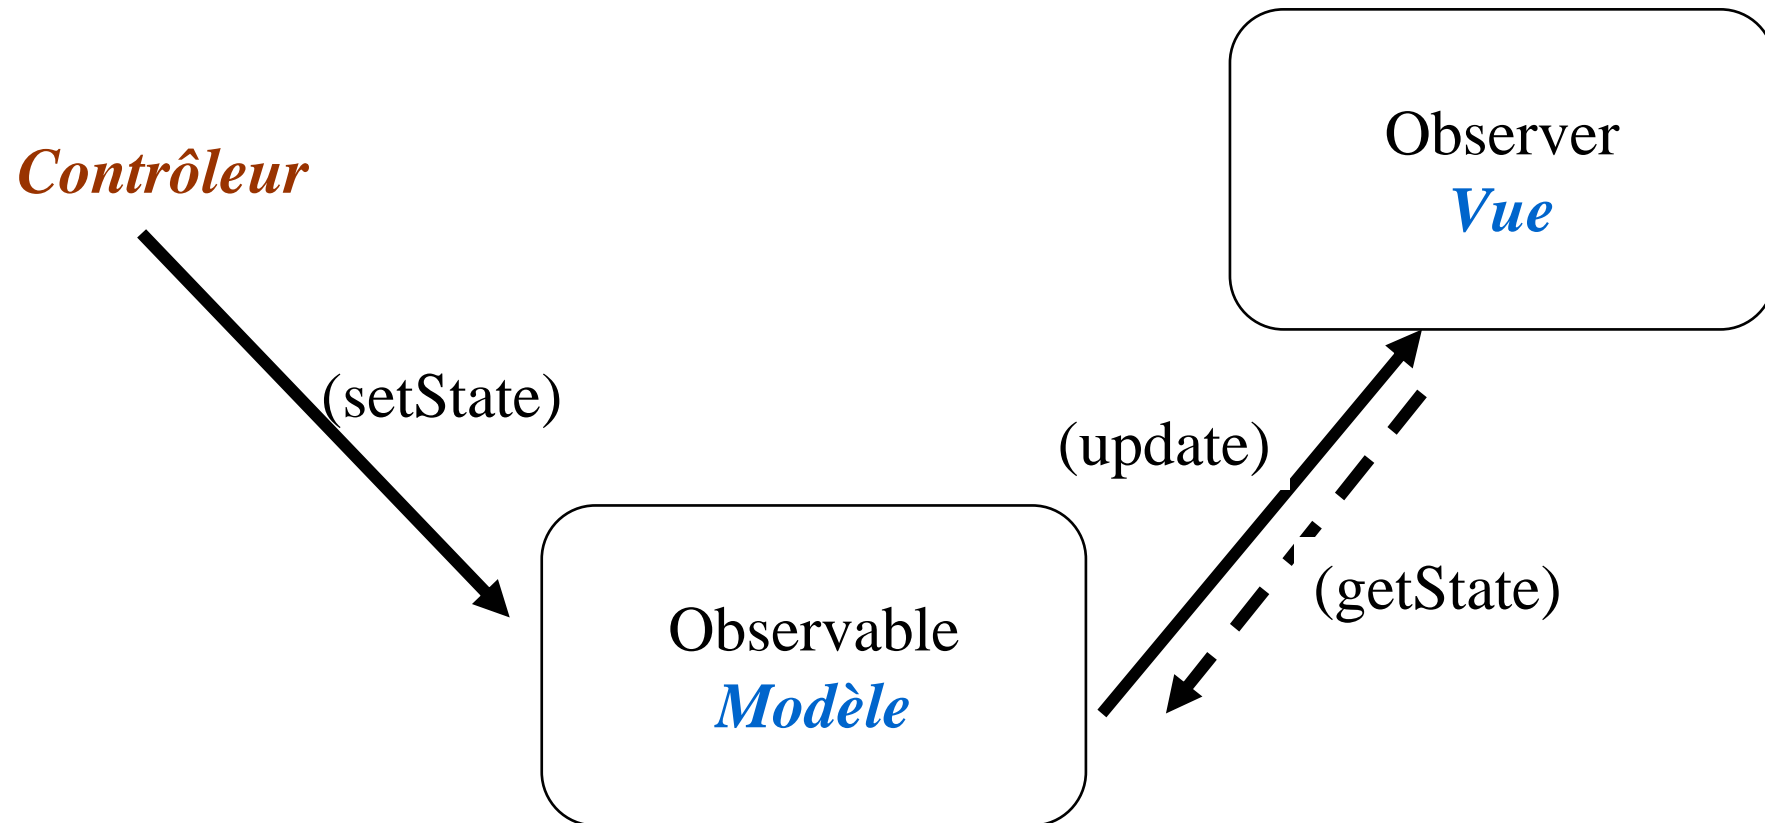 Observer
Vue
Contrôleur
(setState)
(update)
(getState)
Observable
Modèle